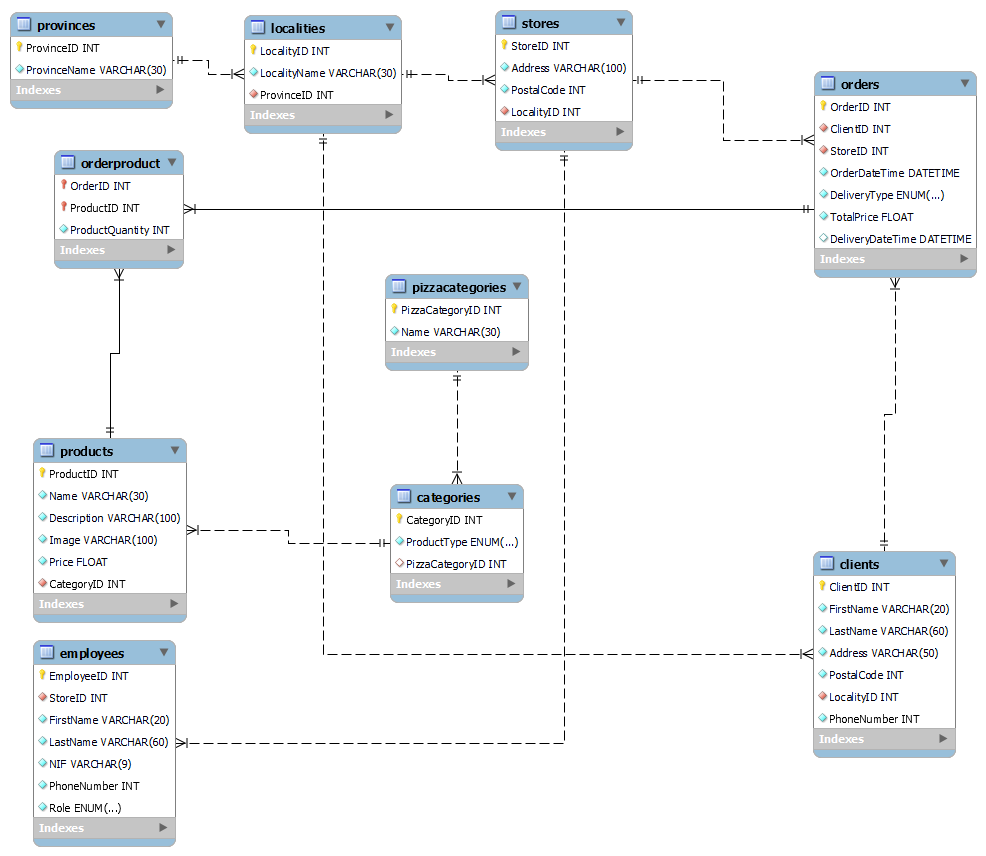 provinces
ProvinceID INT
ProvinceName VARCHAR(30)
Indexes
localities
LocalityID INT
LocalityName VARCHAR(30)
ProvinceID INT
Indexes
stores
StoreID INT
Address VARCHAR(100)
PostalCode INT
LocalityID INT
Indexes
orders
OrderID INT
ClientID INT
StoreID INT
OrderDateTime DATETIME
DeliveryType ENUM(...)
TotalPrice FLOAT
DeliveryDateTime DATETIME
Indexes
orderproduct
OrderID INT
ProductID INT
ProductQuantity INT
Indexes
pizzacategories
PizzaCategoryID INT
Name VARCHAR(30)
Indexes
products
ProductID INT
Name VARCHAR(30)
Description VARCHAR(100)
Image VARCHAR(100)
Price FLOAT
CategoryID INT
Indexes
categories
CategoryID INT
ProductType ENUM(...)
PizzaCategoryID INT
Indexes
clients
ClientID INT
FirstName VARCHAR(20)
LastName VARCHAR(60)
Address VARCHAR(50)
PostalCode INT
LocalityID INT
PhoneNumber INT
Indexes
employees
EmployeeID INT
StoreID INT
FirstName VARCHAR(20)
LastName VARCHAR(60)
NIF VARCHAR(9)
PhoneNumber INT
Role ENUM(...)
Indexes